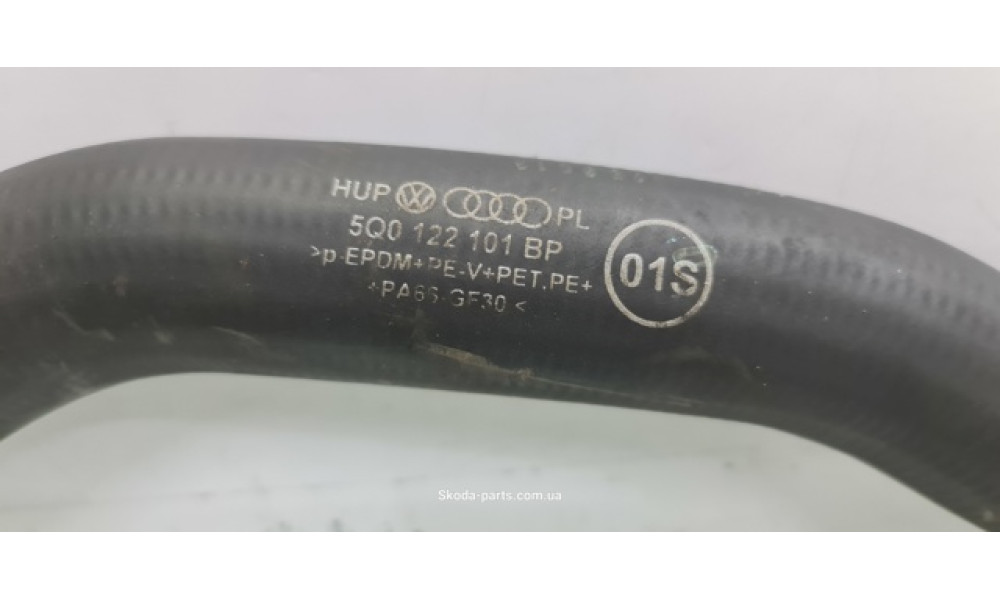 HUP PL
5Q0 122 101 BP
>p-EPDM+PE-V+PET.PE+
+PA66-GF30<
01S
Skoda-parts.com.ua